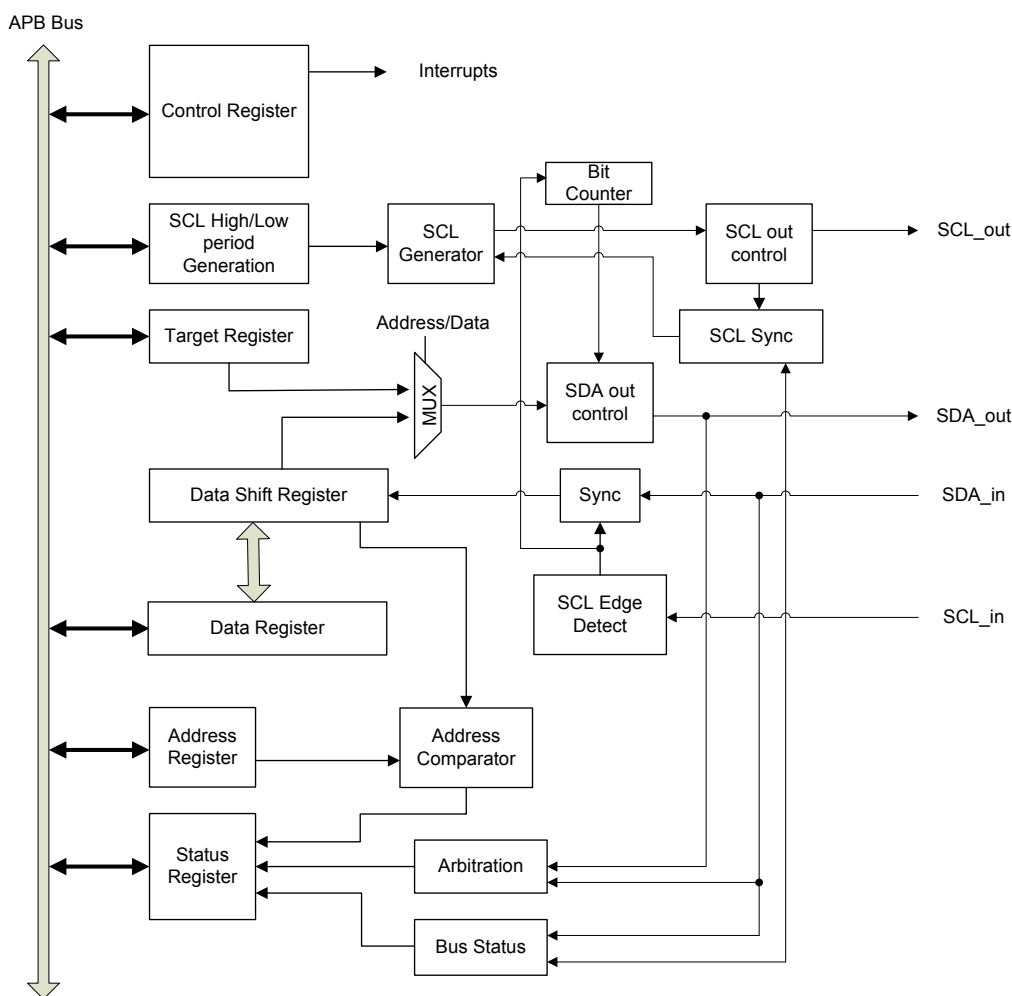 APB Bus
Interrupts
Control Register
Bit
Counter
SCL High/Low
period
Generation
SCL
Generator
SCL out
control
SCL_out
Address/Data
Target Register
SCL Sync
MUX
SDA out
control
SDA_out
Data Shift Register
Sync
SDA_in
SCL Edge
Detect
SCL_in
Data Register
Address
Register
Address
Comparator
Status
Register
Arbitration
Bus Status